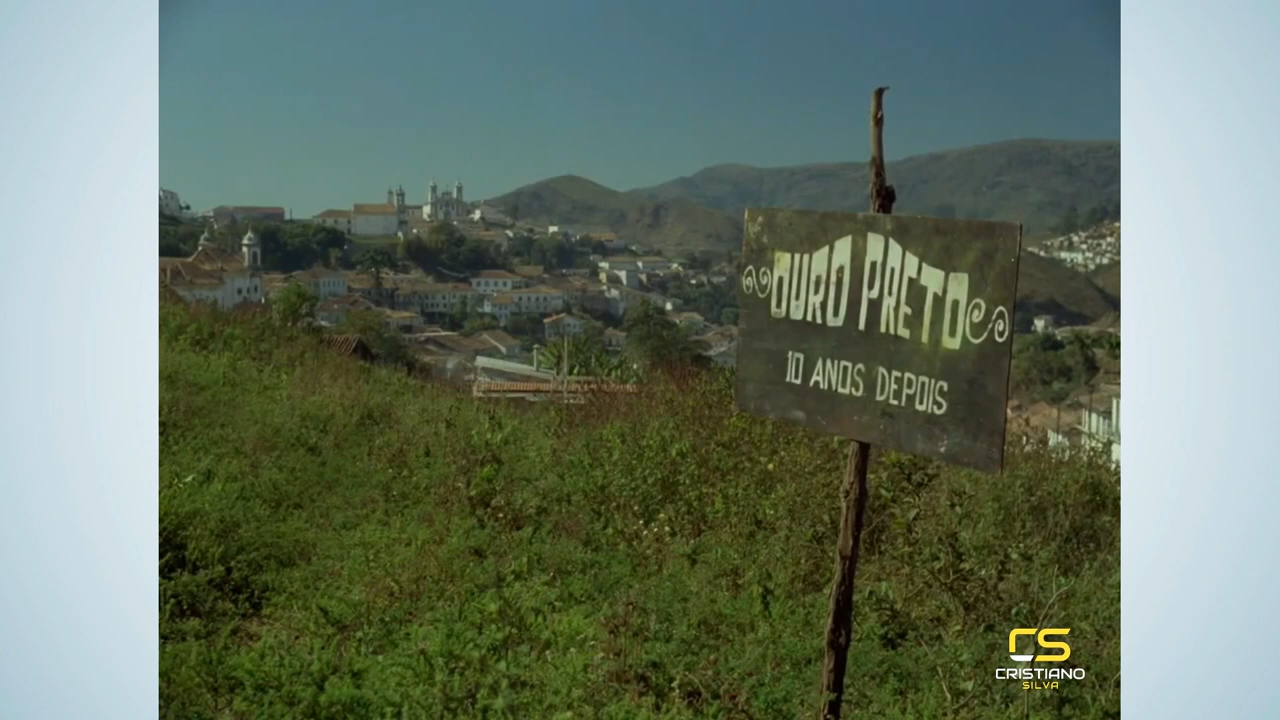 OURO PRETO
10 ANOS DEPOIS
CS
CRISTIANO
SILVA